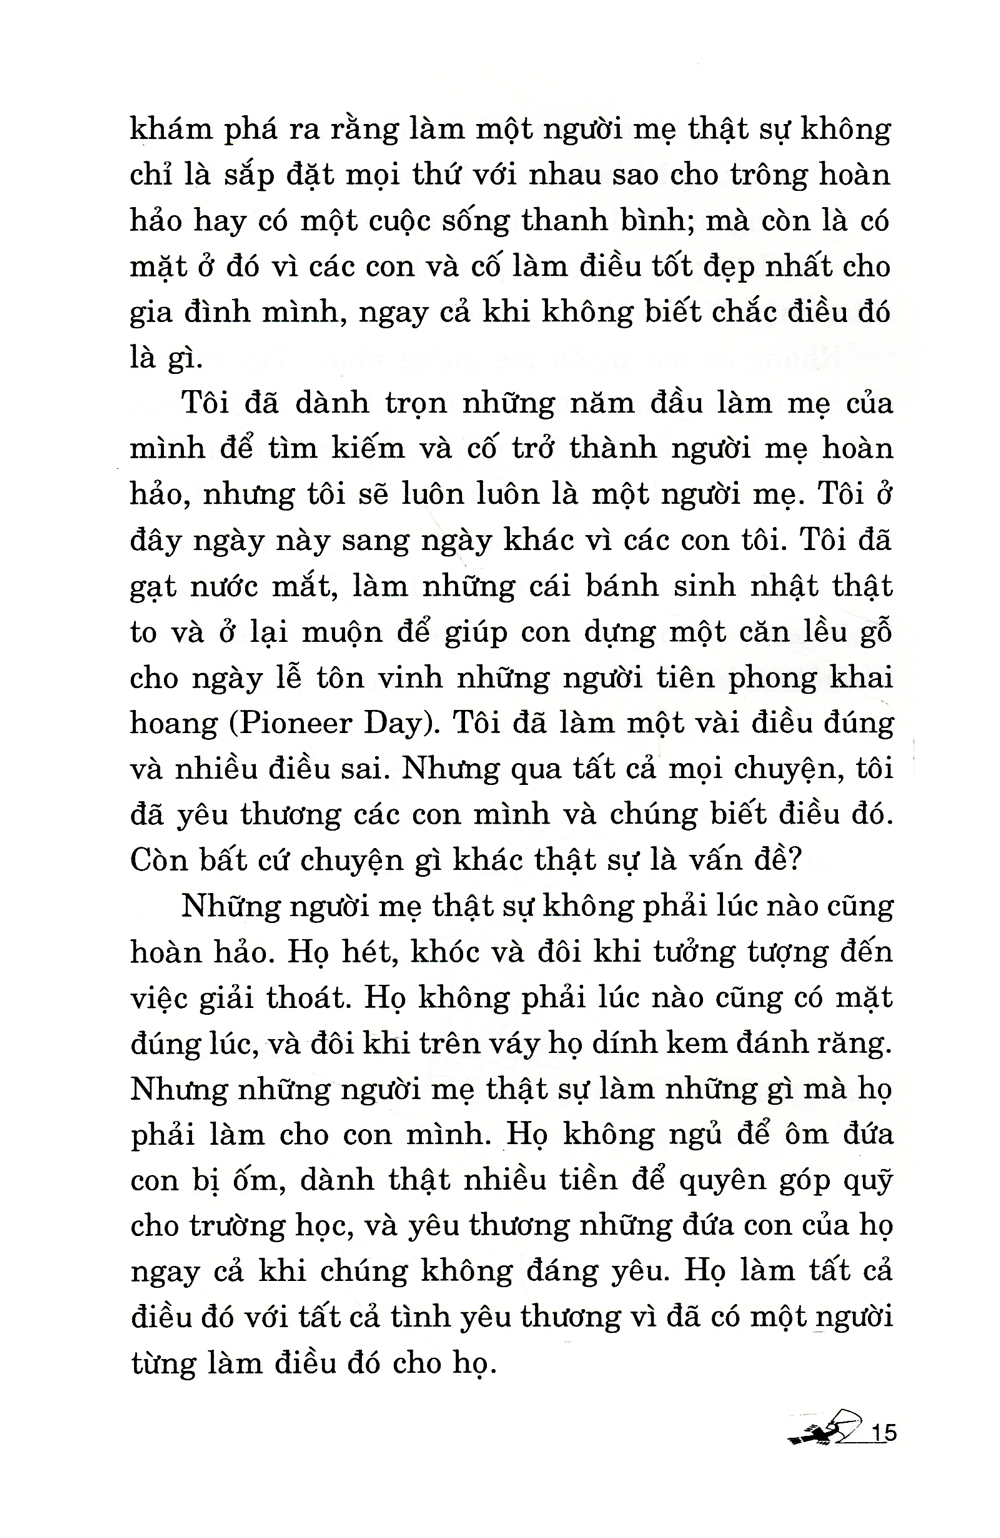 khám phá ra rằng làm một người mẹ thật sự không
chỉ là sắp đặt mọi thứ với nhau sao cho trông hoàn
hảo hay có một cuộc sống thanh bình; mà còn là có
mặt ở đó vì các con và cố làm điều tốt đẹp nhất cho
gia đình mình, ngay cả khi không biết chắc điều đó
là gì.
Tôi đã dành trọn những năm đầu làm mẹ của
mình để tìm kiếm và cố trở thành người mẹ hoàn
hảo, nhưng tôi sẽ luôn luôn là một người mẹ. Tôi ở
đây ngày này sang ngày khác vì các con tôi. Tôi đã
gạt nước mắt, làm những cái bánh sinh nhật thật
to và ở lại muộn để giúp con dựng một căn lều gỗ
cho ngày lễ tôn vinh những người tiên phong khai
hoang (Pioneer Day). Tôi đã làm một vài điều đúng
và nhiều điều sai. Nhưng qua tất cả mọi chuyện, tôi
đã yêu thương các con mình và chúng biết điều đó.
Còn bất cứ chuyện gì khác thật sự là vấn đề?
Những người mẹ thật sự không phải lúc nào cũng
hoàn hảo. Họ hét, khóc và đôi khi tưởng tượng đến
việc giải thoát. Họ không phải lúc nào cũng có mặt
đúng lúc, và đôi khi trên váy họ dính kem đánh răng.
Nhưng những người mẹ thật sự làm những gì mà họ
phải làm cho con mình. Họ không ngủ để ôm đứa
con bị ốm, dành thật nhiều tiền để quyên góp quỹ
cho trường học, và yêu thương những đứa con của họ
ngay cả khi chúng không đáng yêu. Họ làm tất cả
điều đó với tất cả tình yêu thương vì đã có một người
từng làm điều đó cho họ.
15